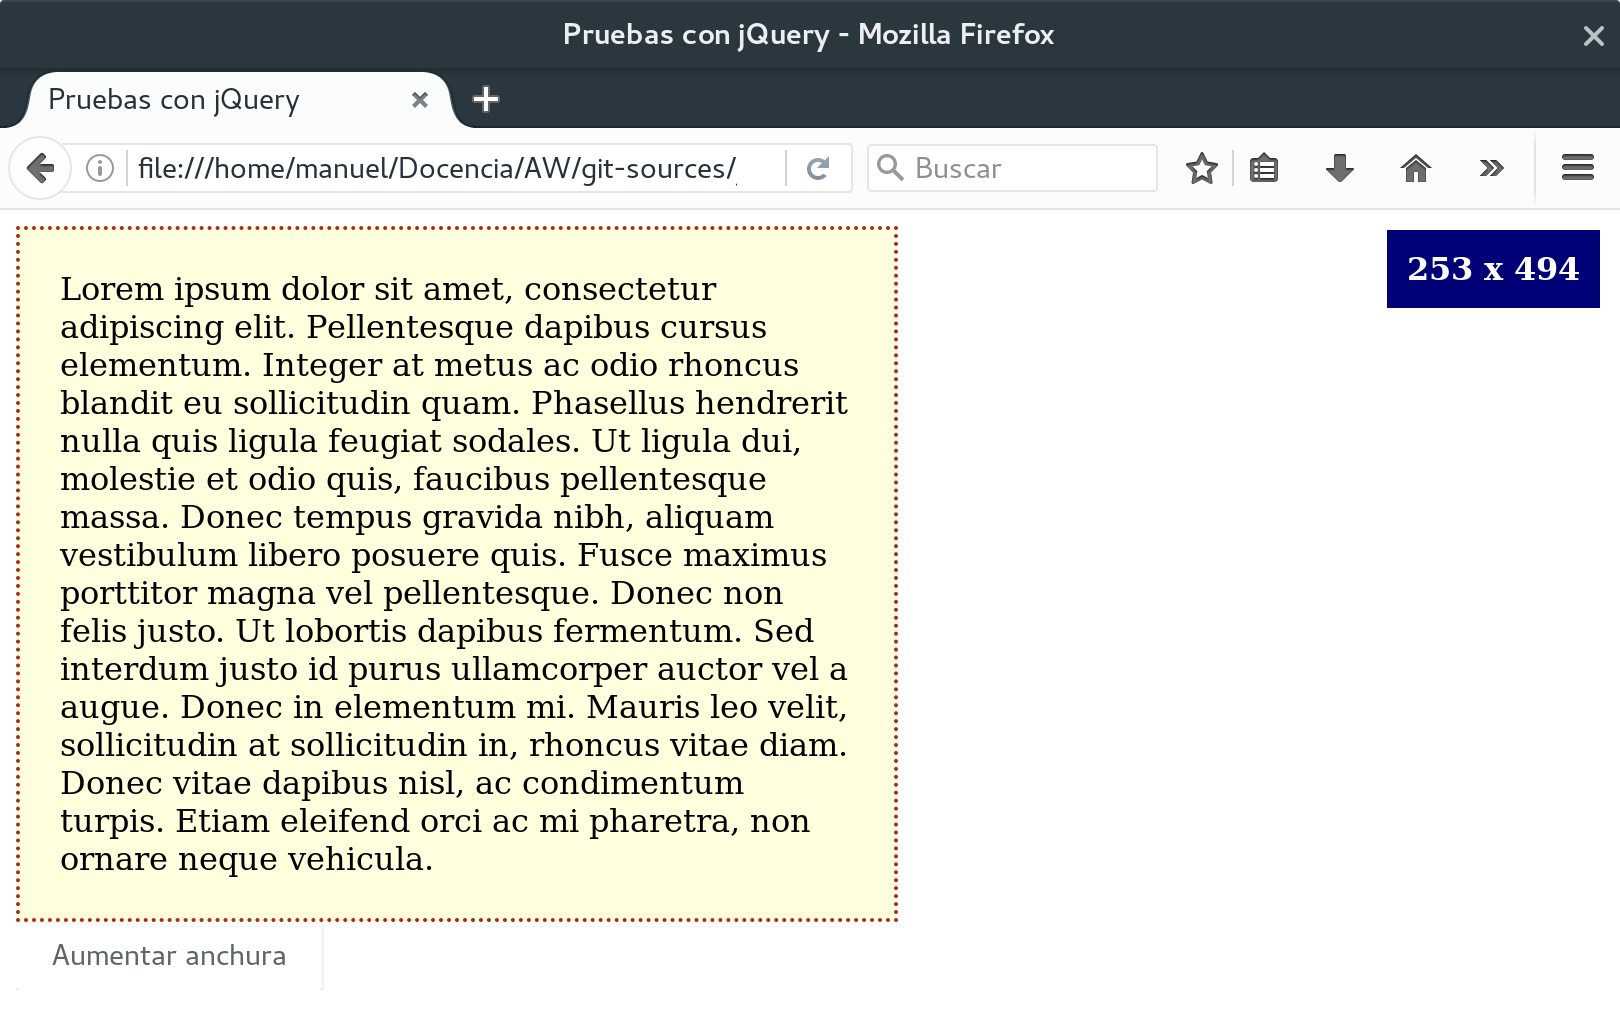 Pruebas con jQuery - Mozilla Firefox
Pruebas con jQuery
file:///home/manuel/Docencia/AW/git-sources/
Buscar
253 x 494
Lorem ipsum dolor sit amet, consectetur
adipiscing elit. Pellentesque dapibus cursus
elementum. Integer at metus ac odio rhoncus
blandit eu sollicitudin quam. Phasellus hendrerit
nulla quis ligula feugiat sodales. Ut ligula dui,
molestie et odio quis, faucibus pellentesque
massa. Donec tempus gravida nibh, aliquam
vestibulum libero posuere quis. Fusce maximus
porttitor magna vel pellentesque. Donec non
felis justo. Ut lobortis dapibus fermentum. Sed
interdum justo id purus ullamcorper auctor vel a
augue. Donec in elementum mi. Mauris leo velit,
sollicitudin at sollicitudin in, rhoncus vitae diam.
Donec vitae dapibus nisl, ac condimentum
turpis. Etiam eleifend orci ac mi pharetra, non
ornare neque vehicula.
Aumentar anchura